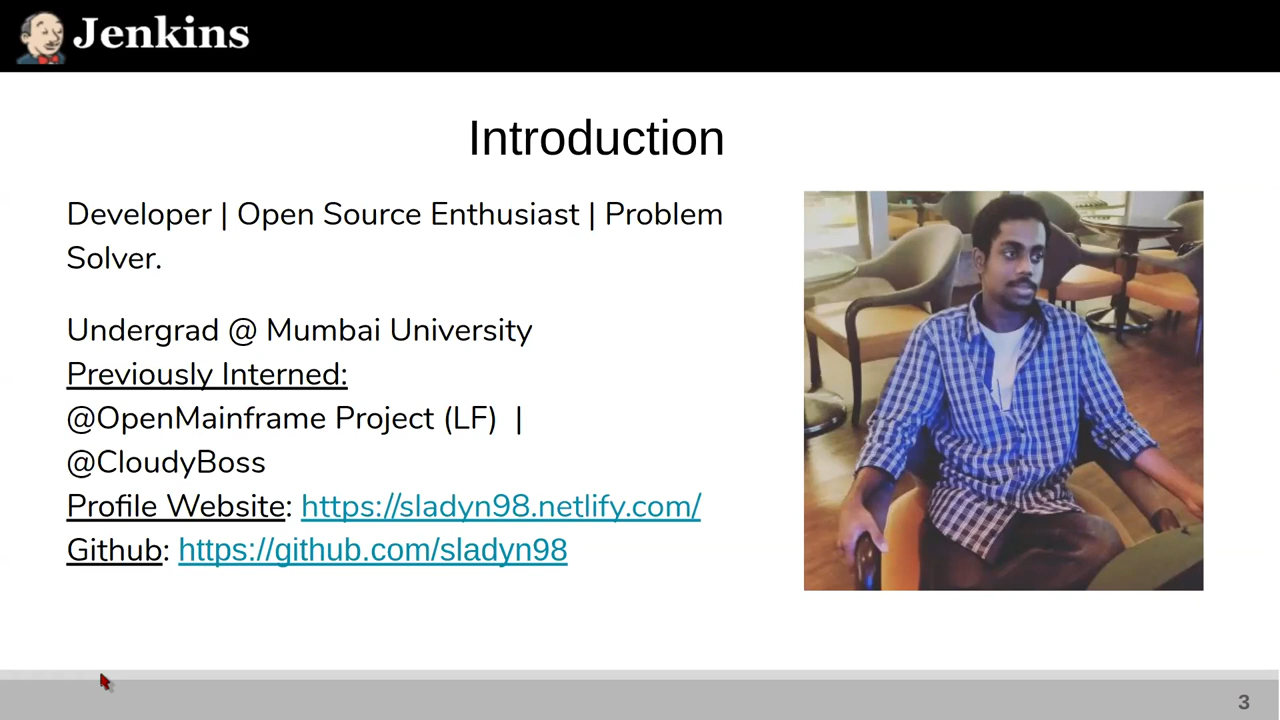 Jenkins
Introduction
Developer | Open Source Enthusiast | Problem
Solver.
Undergrad @ Mumbai University
Previously Interned:
@OpenMainframe Project (LF) |
@CloudyBoss
Profile Website: https://sladyn98.netlify.com/
Github: https://github.com/sladyn98
3